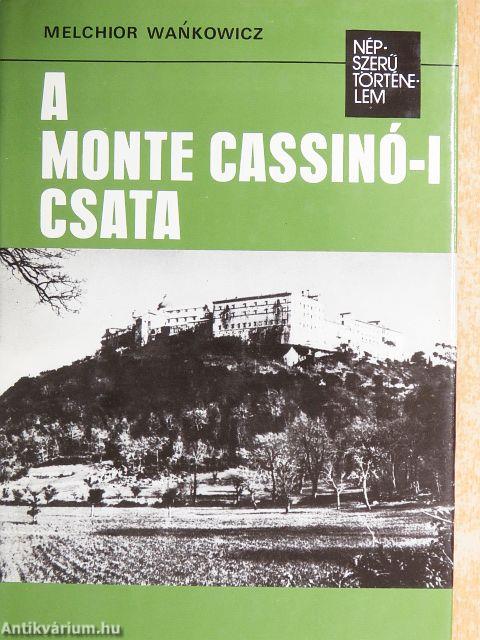 MELCHIOR WAŃKOWICZ
NÉP-
SZERŰ
TÖRTÉNE-
LEM
A
MONTE CASSINÓ-I
CSATA
Antikvárium.hu